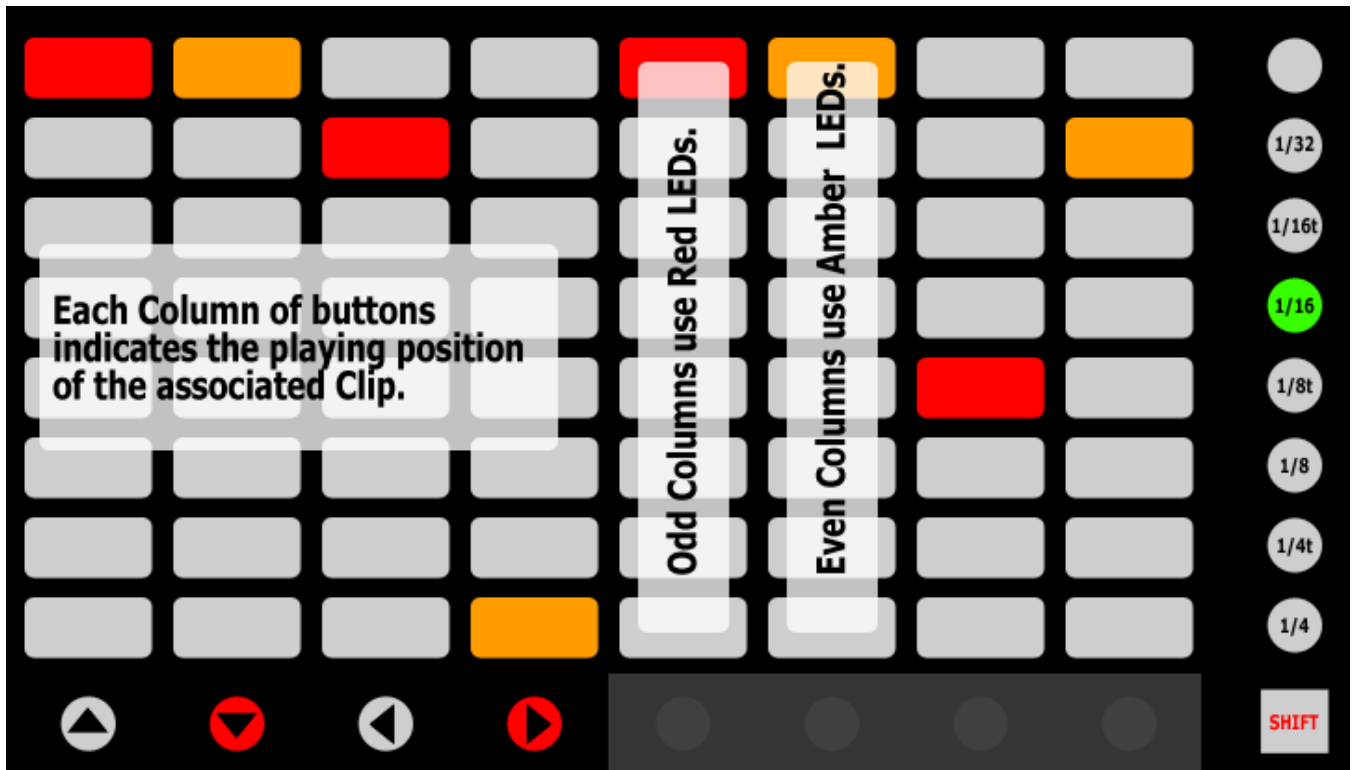 Each Column of buttons
indicates the playing position
of the associated Clip.
Odd Columns use Red LEDs.
Even Columns use Amber LEDs.
1/32
1/16t
1/16
1/8t
1/8
1/4t
1/4
SHIFT